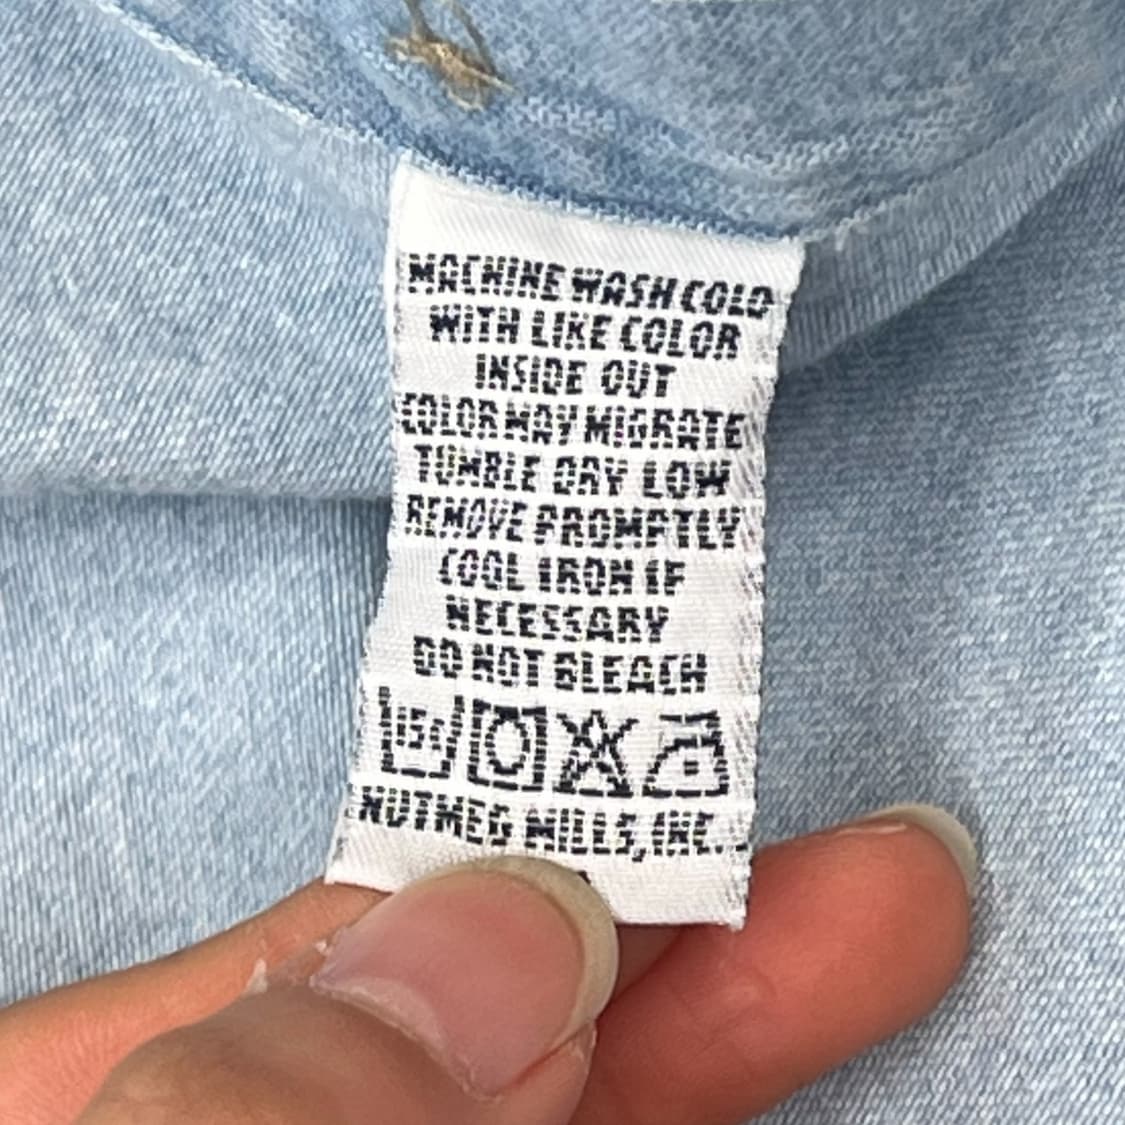 MACHINE WASH COLD
WITH LIKE COLOR
INSIDE OUT
COLOR MAY MIGRATE
TUMBLE DRY LOW
REMOVE PROMPTLY
COOL IRON IF
NECESSARY
DO NOT BLEACH
NUTMEG MILLS, INC.